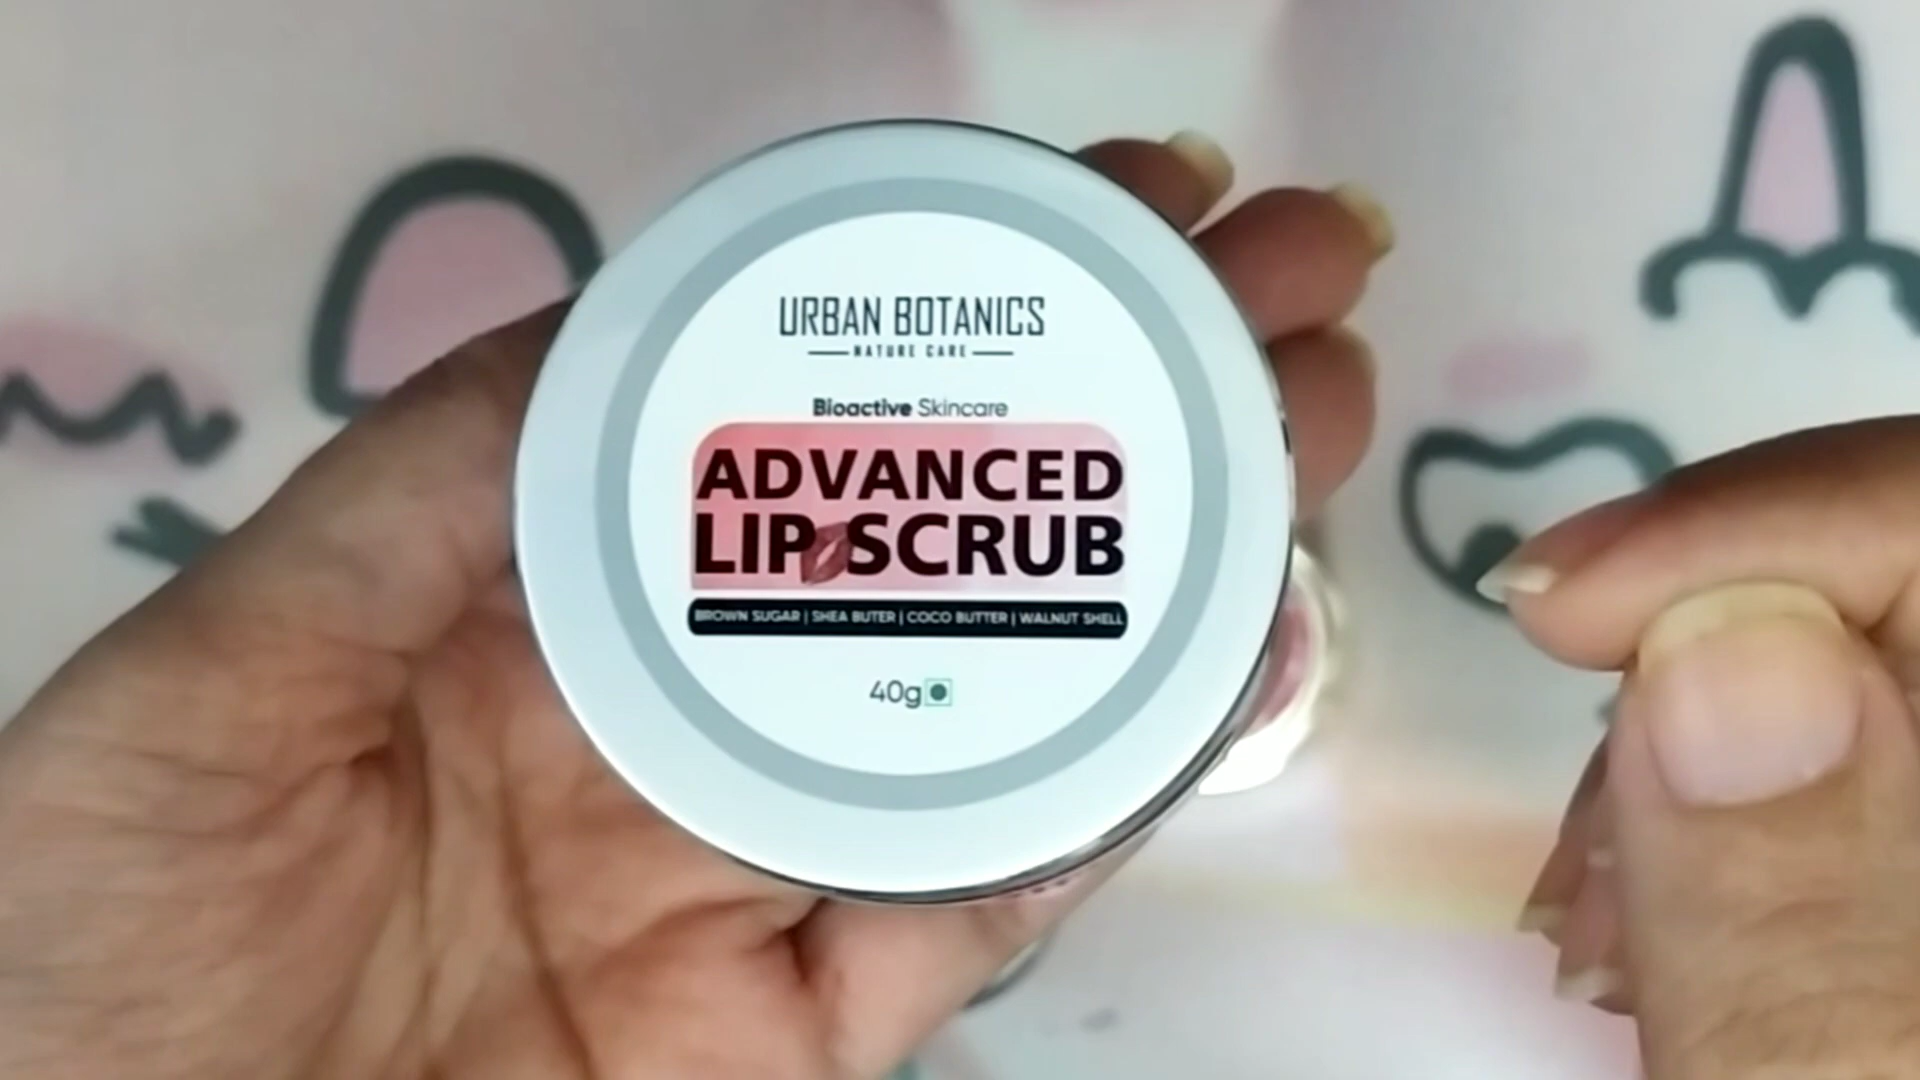 URBAN BOTANICS
NATURE CARE
Bioactive Skincare
ADVANCED
LIP SCRUB
BROWN SUGAR | SHEA BUTER | COCO BUTTER | WALNUT SHELL
40g